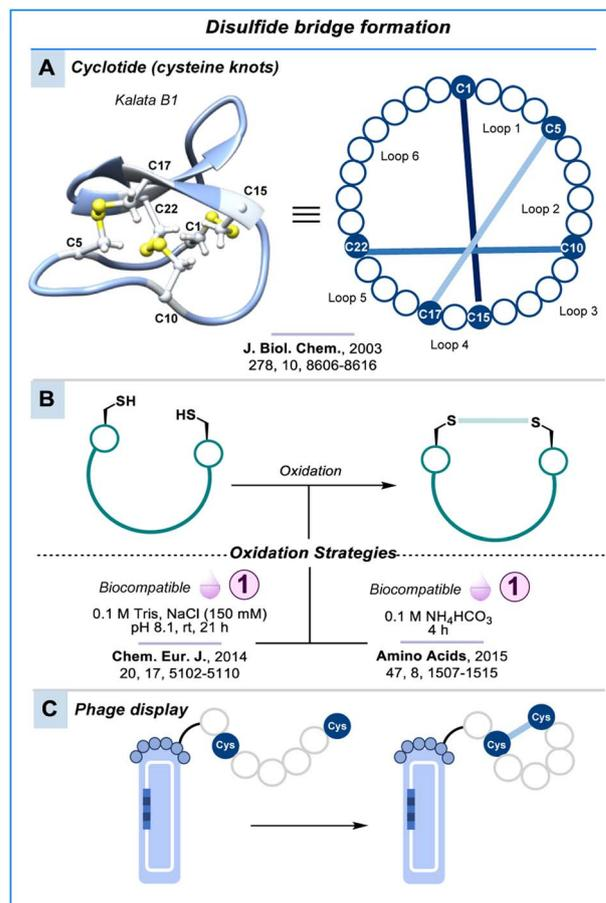 Disulfide bridge formation
A Cyclotide (cysteine knots)
Kalata B1
C17
C22
C15
C1
C5
C10
C1
Loop 1
C5
Loop 6
Loop 2
C22
C10
Loop 5
C17
C15
Loop 3
Loop 4
J. Biol. Chem., 2003
278, 10, 8606-8616
B
SH
HS
Oxidation
S
S
Oxidation Strategies
Biocompatible 1
0.1 M Tris, NaCl (150 mM)
pH 8.1, rt, 21 h
Chem. Eur. J., 2014
20, 17, 5102-5110
Biocompatible 1
0.1 M NH₄HCO₃
4 h
Amino Acids, 2015
47, 8, 1507-1515
C Phage display
Cys
Cys
Cys
Cys